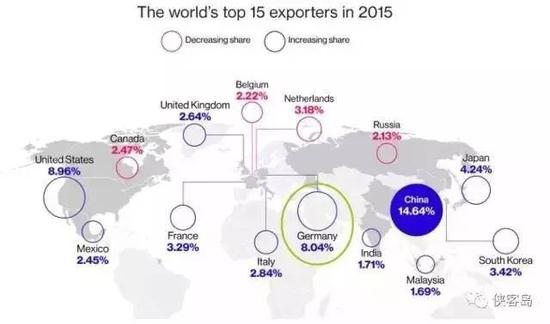 The world's top 15 exporters in 2015
Decreasing share
Increasing share
Belgium
2.22%
Netherlands
3.18%
United Kingdom
2.64%
Russia
2.13%
Canada
2.47%
Japan
4.24%
United States
8.96%
China
14.64%
Mexico
2.45%
France
3.29%
Italy
2.84%
Germany
8.04%
India
1.71%
Malaysia
1.69%
South Korea
3.42%
侠客岛